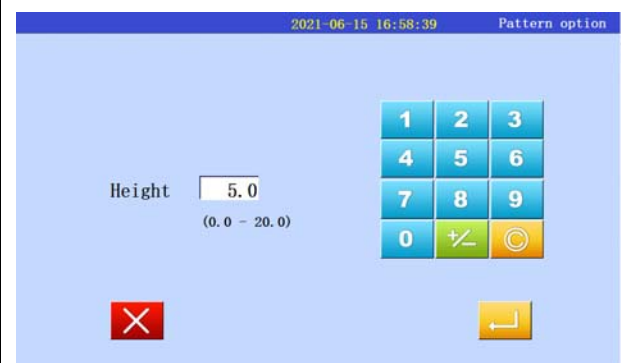 2021-06-15 16:58:39 Pattern option
1 2 3
4 5 6
Height 5.0
7 8 9
(0.0 - 20.0)
0 +/- ©